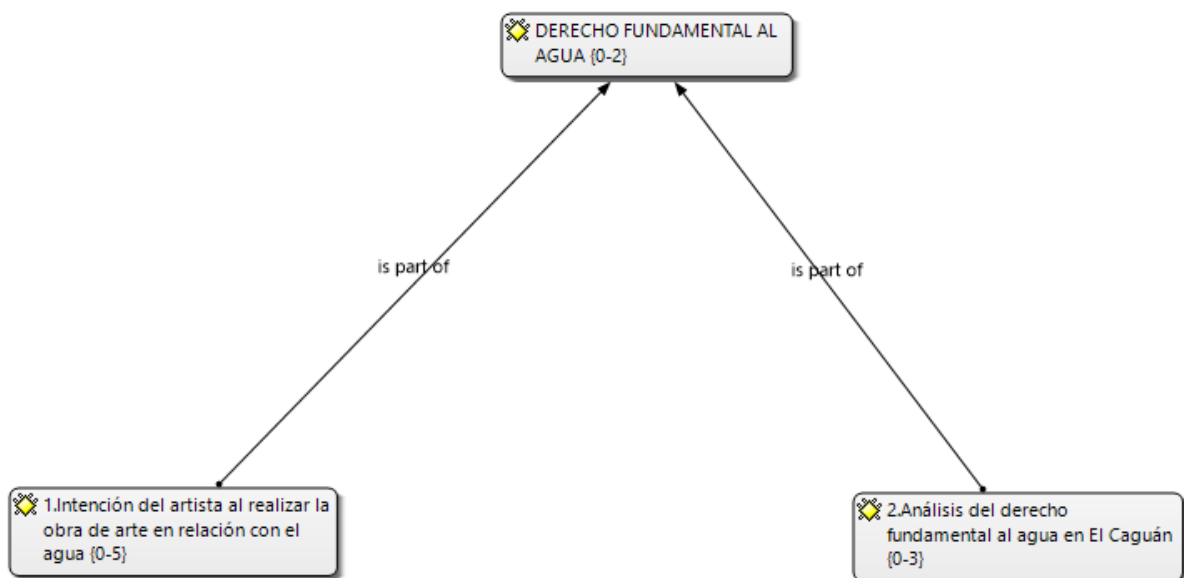 DERECHO FUNDAMENTAL AL
AGUA {0-2}
is part of
is part of
1.Intención del artista al realizar la
obra de arte en relación con el
agua {0-5}
2.Análisis del derecho
fundamental al agua en El Caguán
{0-3}